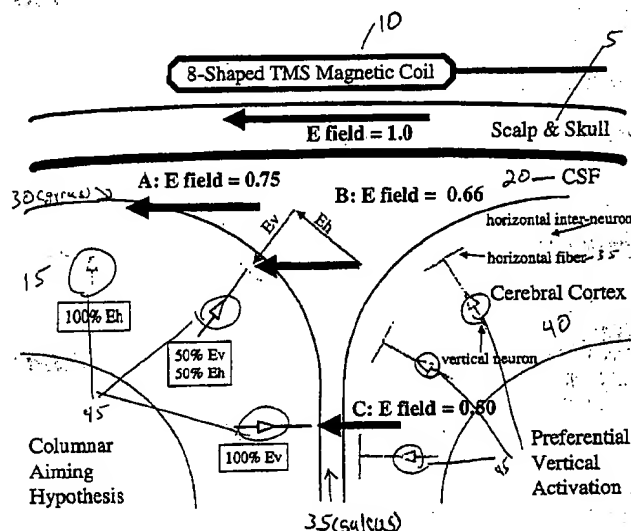 10
5
8-Shaped TMS Magnetic Coil
E field = 1.0
Scalp & Skull
A: E field = 0.75
B: E field = 0.66
20 CSF
30 (gyrus)
horizontal inter-neuron
Ev
Eh
horizontal fiber 35
15
100% Eh
Cerebral Cortex
40
50% Ev
50% Eh
vertical neuron
45
C: E field = 0.50
Columnar
Aiming
Hypothesis
100% Ev
45
Preferential
Vertical
Activation
35 (sulcus)